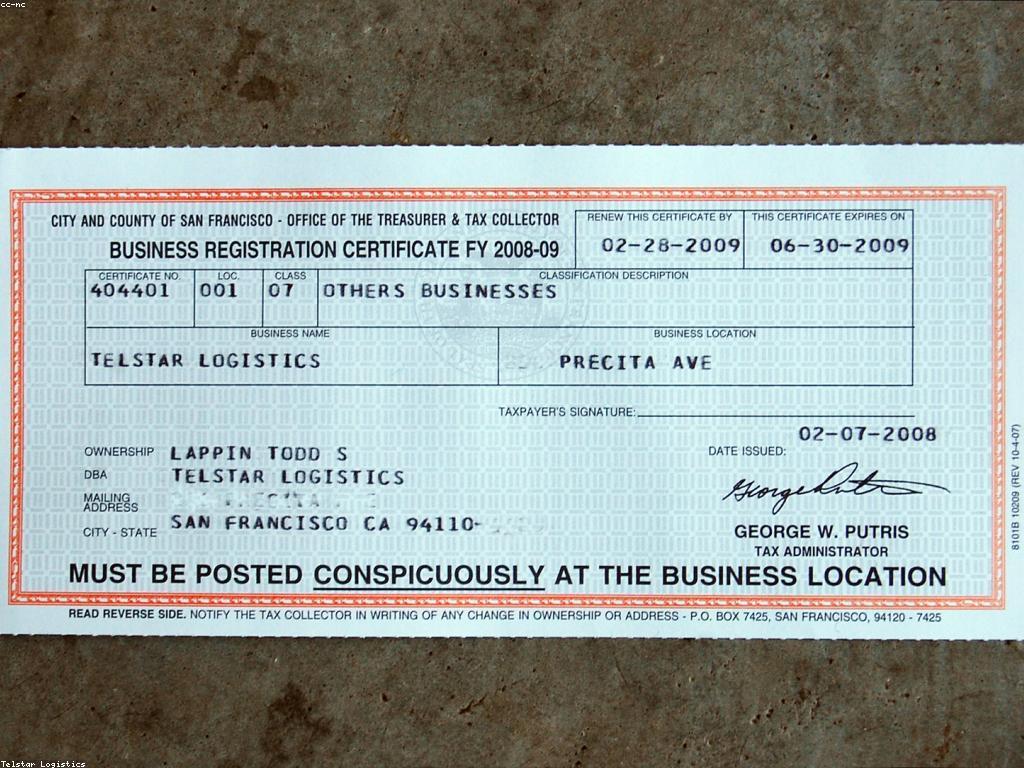 cc-nc
CITY AND COUNTY OF SAN FRANCISCO - OFFICE OF THE TREASURER & TAX COLLECTOR
BUSINESS REGISTRATION CERTIFICATE FY 2008-09
RENEW THIS CERTIFICATE BY
02-28-2009
THIS CERTIFICATE EXPIRES ON
06-30-2009
CERTIFICATE NO.
404401
LOC.
001
CLASS
07
CLASSIFICATION DESCRIPTION
OTHERS BUSINESSES
BUSINESS NAME
TELSTAR LOGISTICS
BUSINESS LOCATION
PRECITA AVE
TAXPAYER'S SIGNATURE:
02-07-2008
DATE ISSUED:
OWNERSHIP LAPPIN TODD S
DBA TELSTAR LOGISTICS
MAILING
ADDRESS
CITY - STATE SAN FRANCISCO CA 94110-
GEORGE W. PUTRIS
TAX ADMINISTRATOR
MUST BE POSTED CONSPICUOUSLY AT THE BUSINESS LOCATION
READ REVERSE SIDE. NOTIFY THE TAX COLLECTOR IN WRITING OF ANY CHANGE IN OWNERSHIP OR ADDRESS - P.O. BOX 7425, SAN FRANCISCO, 94120 - 7425
8101B 10209 (REV 10-4-07)
Telstar Logistics